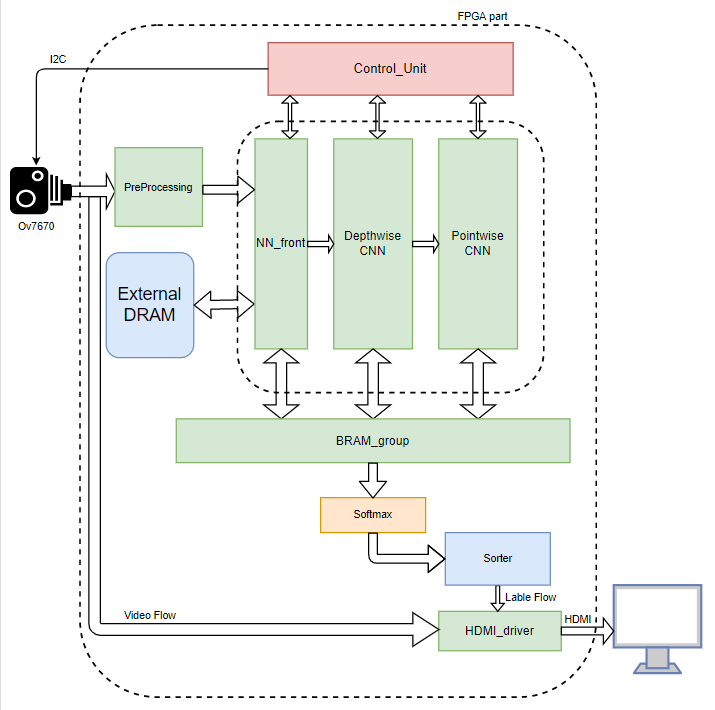 FPGA part
I2C
Control_Unit
PreProcessing
Ov7670
NN_front
Depthwise
CNN
Pointwise
CNN
External
DRAM
BRAM_group
Softmax
Sorter
Lable Flow
Video Flow
HDMI_driver
HDMI